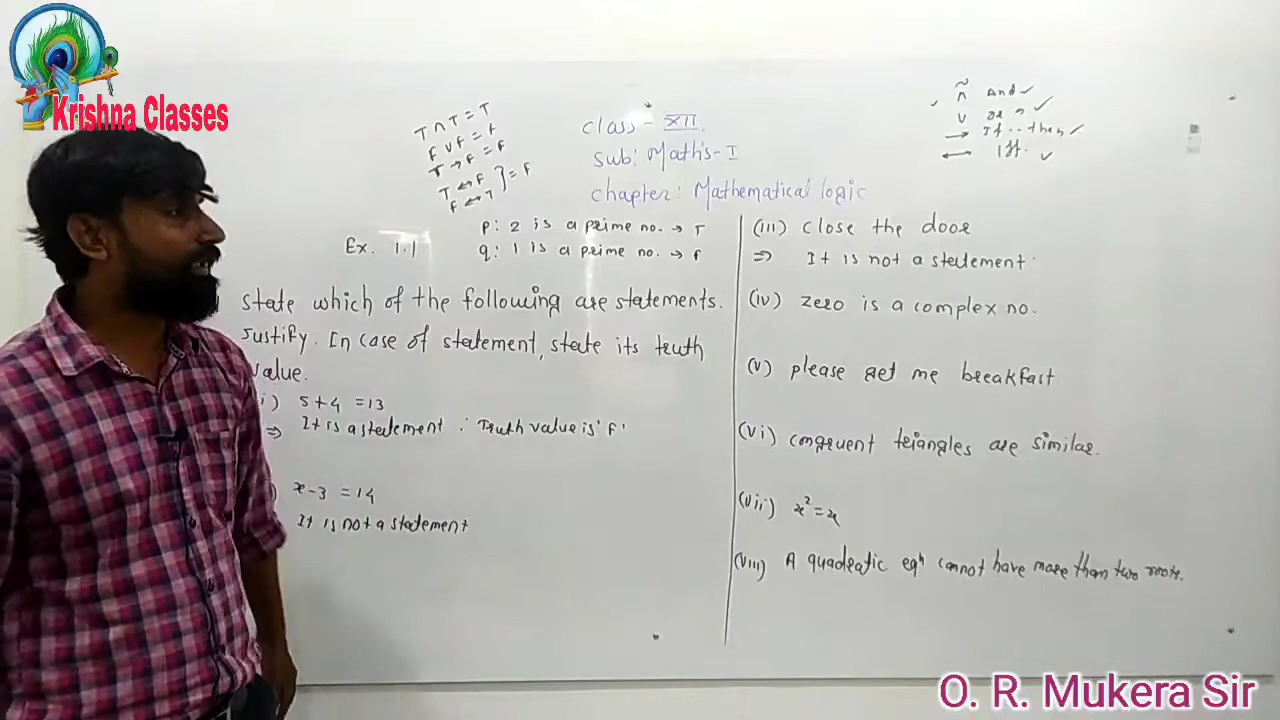 Krishna Classes
T ∩ T = T
F ∨ F = F
T → F = F
T ↔ F } = F
F ↔ T
class - XII.
Sub: Maths - I
chapter: Mathematical logic
~
∩ And ✓
∨ or ✓
→ If .. then ✓
↔ Iff. ✓
Ex. 1.1
p: 2 is a prime no. → T
q: 1 is a prime no. → F
state which of the following are statements.
Justify. In case of statement, state its truth
value.
i) 5+4 =13
⇒ It is a statement ∴ Truth value is 'F'
) x-3 =14
It is not a statement
(iii) close the door
⇒ It is not a statement.
(iv) zero is a complex no.
(v) please get me breakfast
(vi) congruent triangles are similar.
(vii) x²=x
(viii) A quadratic eqⁿ cannot have more than two roots.
O. R. Mukera Sir